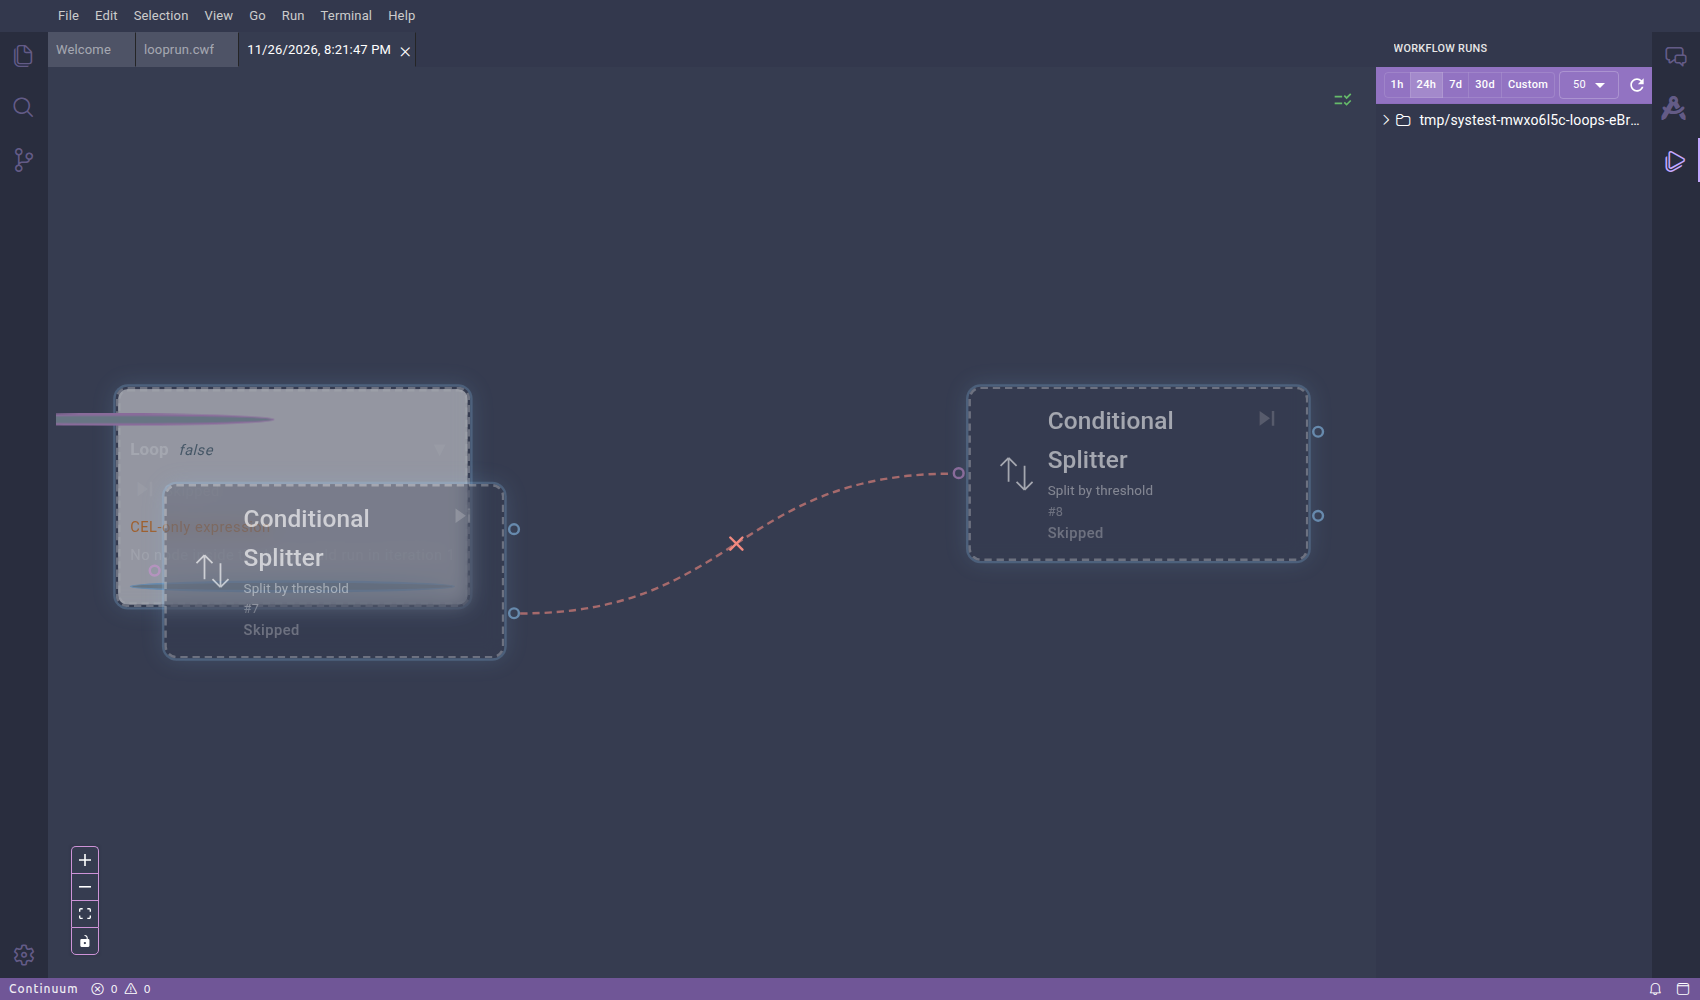 File Edit Selection View Go Run Terminal Help
Welcome looprun.cwf 11/26/2026, 8:21:47 PM
WORKFLOW RUNS
1h 24h 7d 30d Custom 50
tmp/systest-mwxo6l5c-loops-eBr...
Loop false
CEL-only expression
No
Conditional
Splitter
Split by threshold
#7
Skipped
Conditional
Splitter
Split by threshold
#8
Skipped
Continuum 0 0